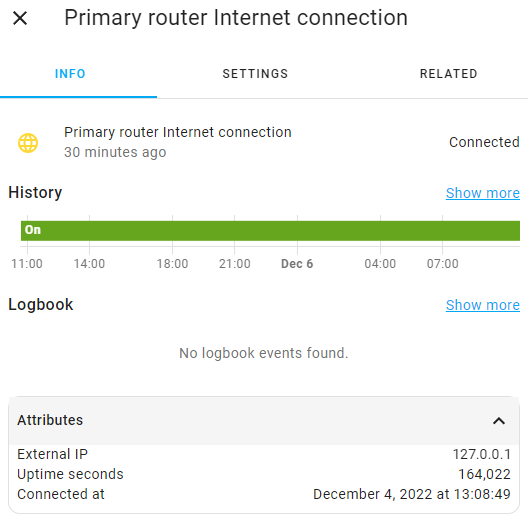 Primary router Internet connection
INFO SETTINGS RELATED
Primary router Internet connection
30 minutes ago
Connected
History Show more
On
11:00 14:00 18:00 21:00 Dec 6 04:00 07:00
Logbook Show more
No logbook events found.
Attributes
External IP 127.0.0.1
Uptime seconds 164,022
Connected at December 4, 2022 at 13:08:49